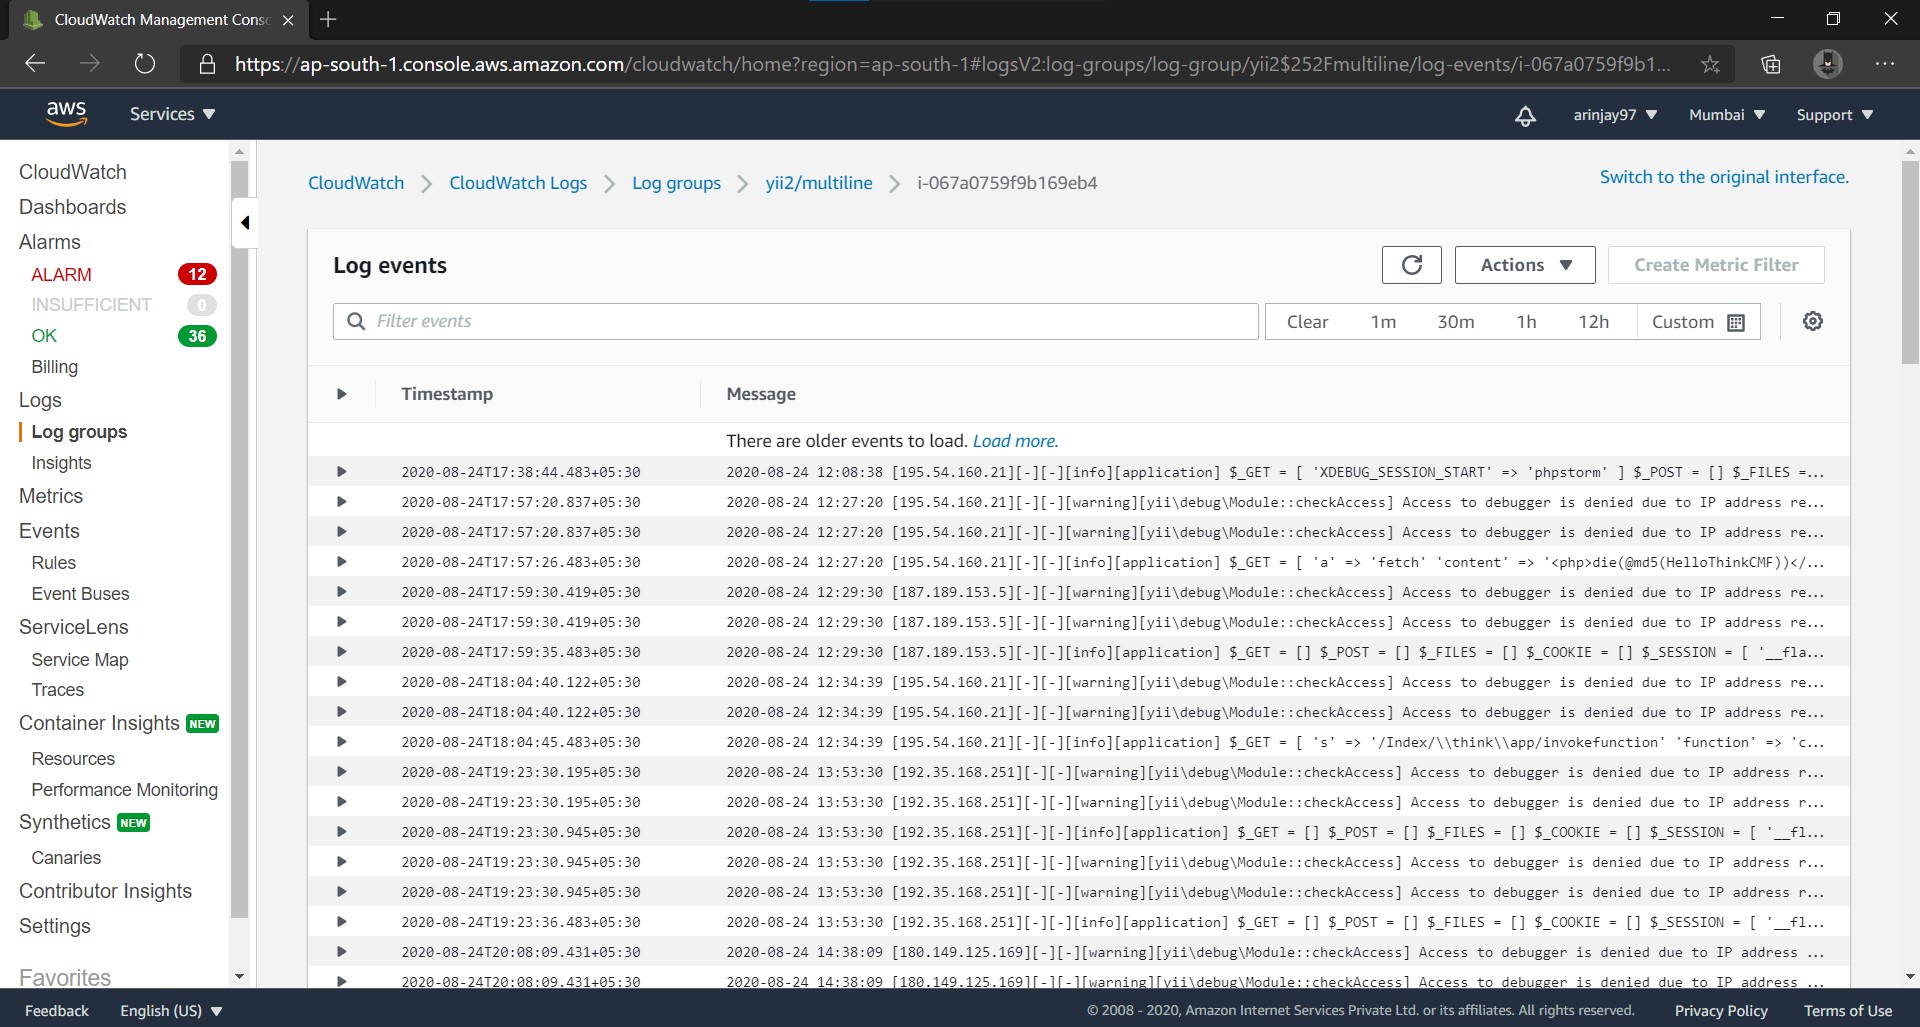 CloudWatch Management Conso
https://ap-south-1.console.aws.amazon.com/cloudwatch/home?region=ap-south-1#logsV2:log-groups/log-group/yii2$252Fmultiline/log-events/i-067a0759f9b1...
aws Services arinjay97 Mumbai Support
CloudWatch
Dashboards
Alarms
ALARM 12
INSUFFICIENT 0
OK 36
Billing
Logs
Log groups
Insights
Metrics
Events
Rules
Event Buses
ServiceLens
Service Map
Traces
Container Insights NEW
Resources
Performance Monitoring
Synthetics NEW
Canaries
Contributor Insights
Settings
Favorites
CloudWatch CloudWatch Logs Log groups yii2/multiline i-067a0759f9b169eb4
Switch to the original interface.
Log events
Actions Create Metric Filter
Filter events Clear 1m 30m 1h 12h Custom
Timestamp Message
There are older events to load. Load more.
2020-08-24T17:38:44.483+05:30 2020-08-24 12:08:38 [195.54.160.21][-][-][info][application] $_GET = [ 'XDEBUG_SESSION_START' => 'phpstorm' ] $_POST = [] $_FILES =...
2020-08-24T17:57:20.837+05:30 2020-08-24 12:27:20 [195.54.160.21][-][-][warning][yii\debug\Module::checkAccess] Access to debugger is denied due to IP address re...
2020-08-24T17:57:20.837+05:30 2020-08-24 12:27:20 [195.54.160.21][-][-][warning][yii\debug\Module::checkAccess] Access to debugger is denied due to IP address re...
2020-08-24T17:57:26.483+05:30 2020-08-24 12:27:20 [195.54.160.21][-][-][info][application] $_GET = [ 'a' => 'fetch' 'content' => '<php>die(@md5(HelloThinkCMF))</...
2020-08-24T17:59:30.419+05:30 2020-08-24 12:29:30 [187.189.153.5][-][-][warning][yii\debug\Module::checkAccess] Access to debugger is denied due to IP address re...
2020-08-24T17:59:30.419+05:30 2020-08-24 12:29:30 [187.189.153.5][-][-][warning][yii\debug\Module::checkAccess] Access to debugger is denied due to IP address re...
2020-08-24T17:59:35.483+05:30 2020-08-24 12:29:30 [187.189.153.5][-][-][info][application] $_GET = [] $_POST = [] $_FILES = [] $_COOKIE = [] $_SESSION = [ '__fla...
2020-08-24T18:04:40.122+05:30 2020-08-24 12:34:39 [195.54.160.21][-][-][warning][yii\debug\Module::checkAccess] Access to debugger is denied due to IP address re...
2020-08-24T18:04:40.122+05:30 2020-08-24 12:34:39 [195.54.160.21][-][-][warning][yii\debug\Module::checkAccess] Access to debugger is denied due to IP address re...
2020-08-24T18:04:45.483+05:30 2020-08-24 12:34:39 [195.54.160.21][-][-][info][application] $_GET = [ 's' => '/Index/\\think\\app/invokefunction' 'function' => 'c...
2020-08-24T19:23:30.195+05:30 2020-08-24 13:53:30 [192.35.168.251][-][-][warning][yii\debug\Module::checkAccess] Access to debugger is denied due to IP address r...
2020-08-24T19:23:30.195+05:30 2020-08-24 13:53:30 [192.35.168.251][-][-][warning][yii\debug\Module::checkAccess] Access to debugger is denied due to IP address r...
2020-08-24T19:23:30.945+05:30 2020-08-24 13:53:30 [192.35.168.251][-][-][info][application] $_GET = [] $_POST = [] $_FILES = [] $_COOKIE = [] $_SESSION = [ '__fl...
2020-08-24T19:23:30.945+05:30 2020-08-24 13:53:30 [192.35.168.251][-][-][warning][yii\debug\Module::checkAccess] Access to debugger is denied due to IP address r...
2020-08-24T19:23:30.945+05:30 2020-08-24 13:53:30 [192.35.168.251][-][-][warning][yii\debug\Module::checkAccess] Access to debugger is denied due to IP address r...
2020-08-24T19:23:36.483+05:30 2020-08-24 13:53:30 [192.35.168.251][-][-][info][application] $_GET = [] $_POST = [] $_FILES = [] $_COOKIE = [] $_SESSION = [ '__fl...
2020-08-24T20:08:09.431+05:30 2020-08-24 14:38:09 [180.149.125.169][-][-][warning][yii\debug\Module::checkAccess] Access to debugger is denied due to IP address ...
2020-08-24T20:08:09.431+05:30 2020-08-24 14:38:09 [180.149.125.169][-][-][warning][yii\debug\Module::checkAccess] Access to debugger is denied due to IP address ...
Feedback English (US) © 2008 - 2020, Amazon Internet Services Private Ltd. or its affiliates. All rights reserved. Privacy Policy Terms of Use